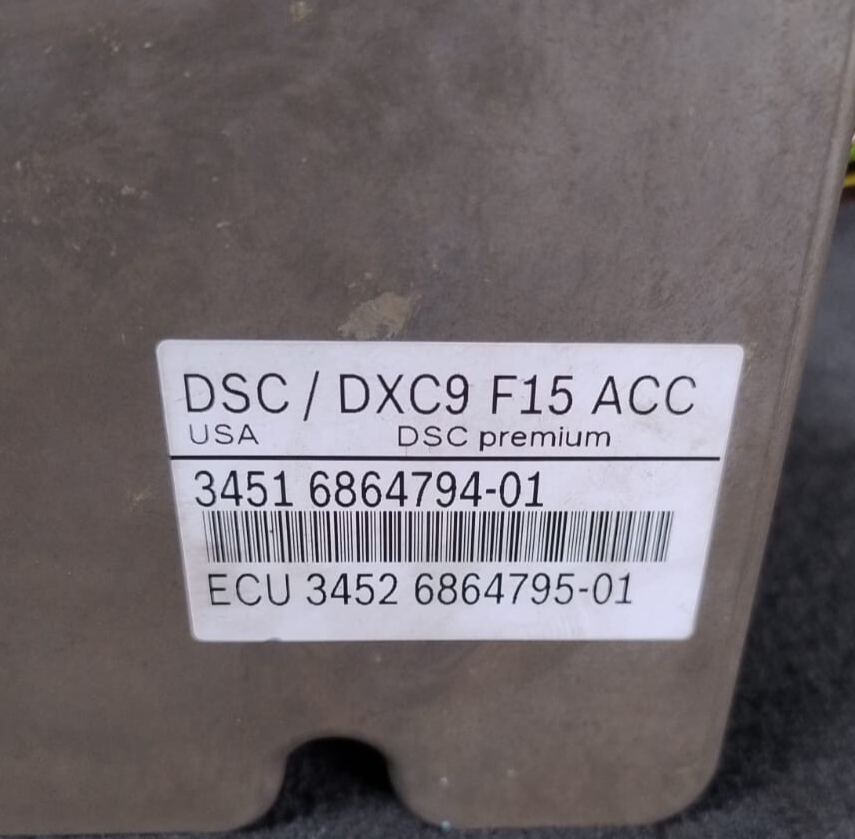 DSC / DXC9 F15 ACC
USA DSC premium
3451 6864794-01
ECU 3452 6864795-01